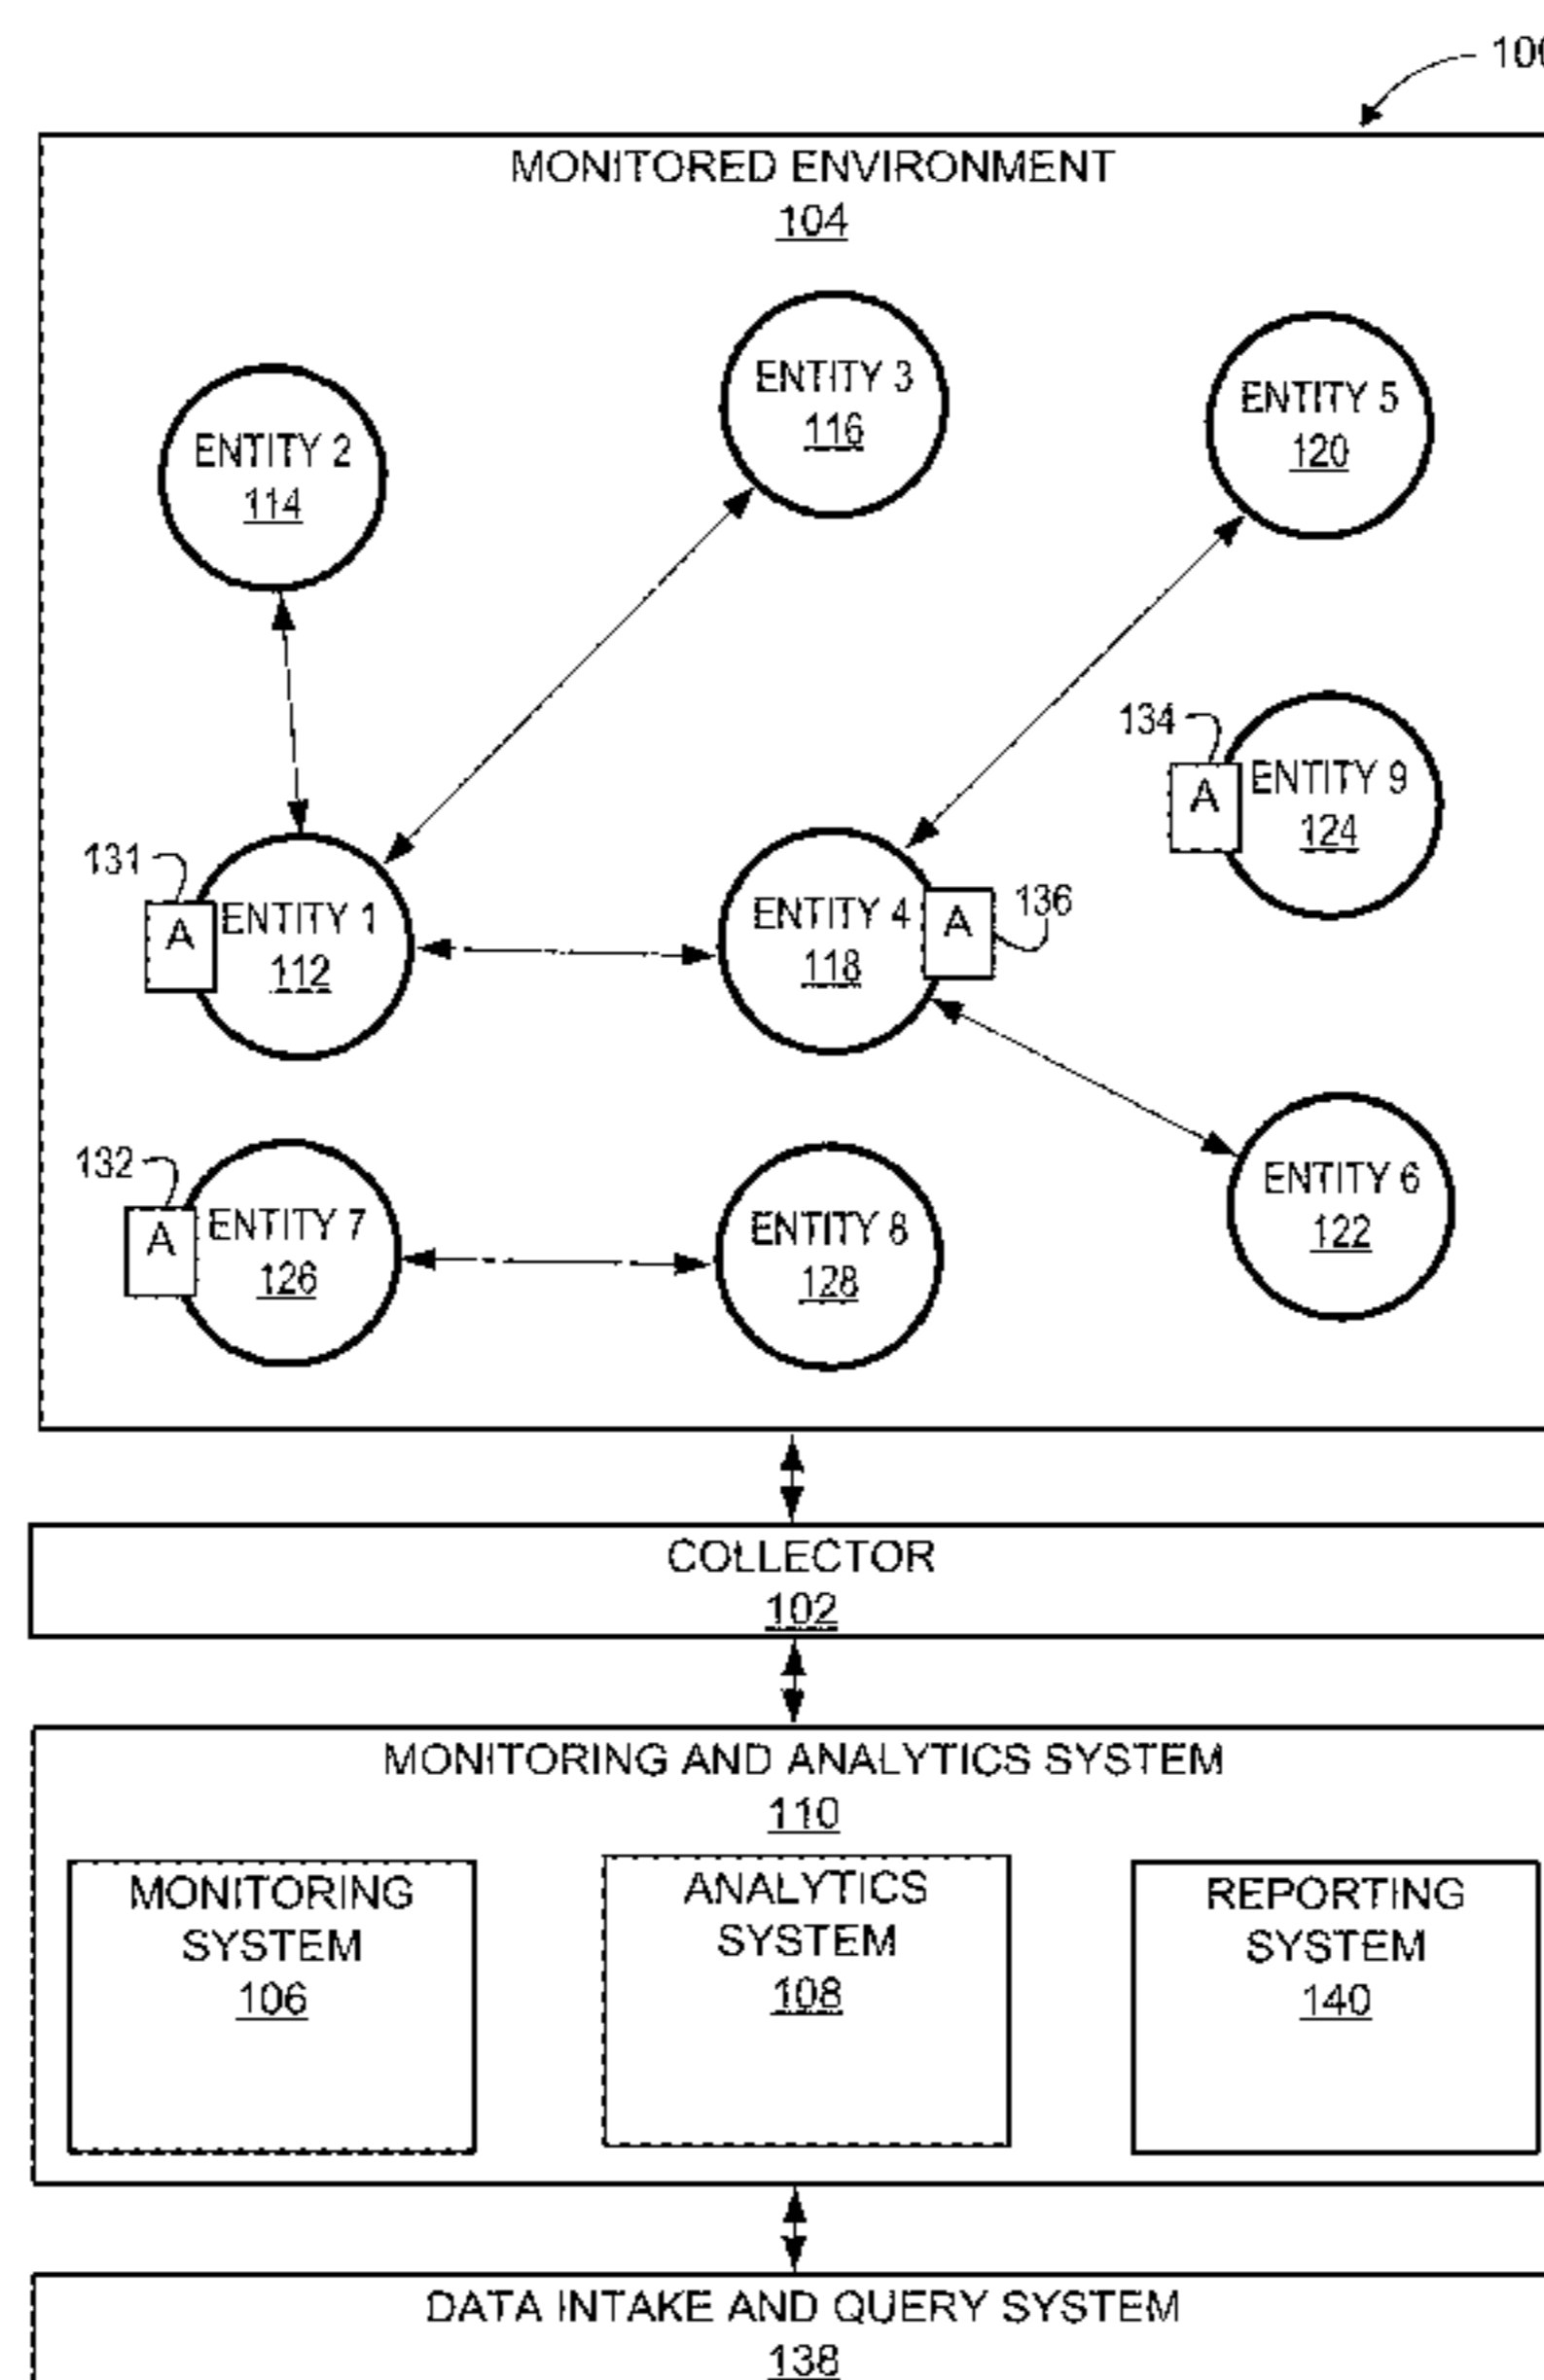 100
MONITORED ENVIRONMENT
104
ENTITY 3
116
ENTITY 5
120
ENTITY 2
114
134
A
ENTITY 9
124
131
A
ENTITY 1
112
ENTITY 4
118
A
136
132
A
ENTITY 7
126
ENTITY 8
128
ENTITY 6
122
COLLECTOR
102
MONITORING AND ANALYTICS SYSTEM
110
MONITORING
SYSTEM
106
ANALYTICS
SYSTEM
108
REPORTING
SYSTEM
140
DATA INTAKE AND QUERY SYSTEM
138